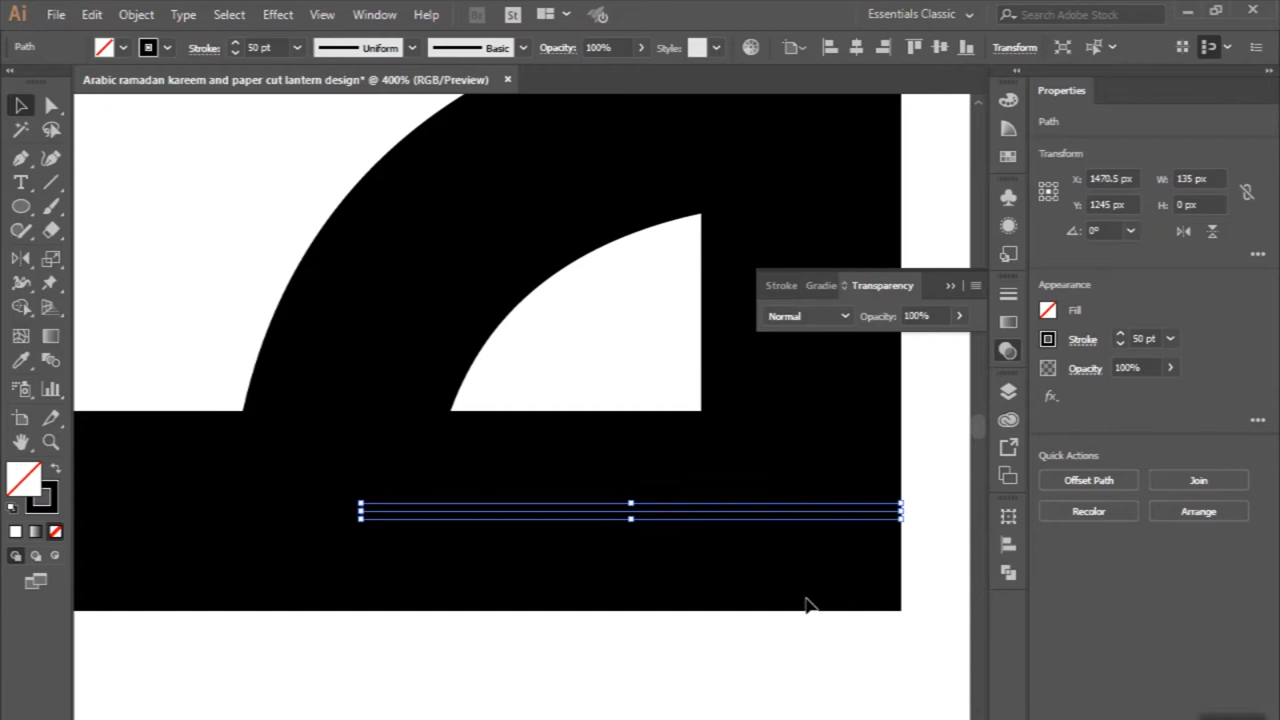 Ai File Edit Object Type Select Effect View Window Help Br St Essentials Classic Search Adobe Stock
Path Stroke: 50 pt Uniform Basic Opacity: 100% Style: Transform
Arabic ramadan kareem and paper cut lantern design* @ 400% (RGB/Preview)
Properties
Path
Transform
X: 1470.5 px W: 135 px
Y: 1245 px H: 0 px
0°
Stroke Gradie Transparency
Normal Opacity: 100%
Appearance
Fill
Stroke 50 pt
Opacity 100%
fx
Quick Actions
Offset Path Join
Recolor Arrange